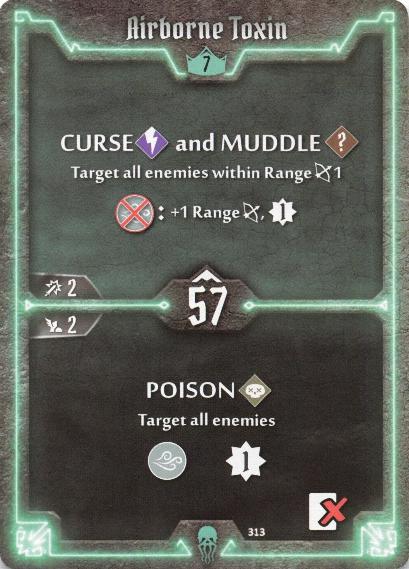 Airborne Toxin
7
CURSE and MUDDLE ?
Target all enemies within Range 1
: +1 Range, 1
2
57
2
POISON
Target all enemies
1
313